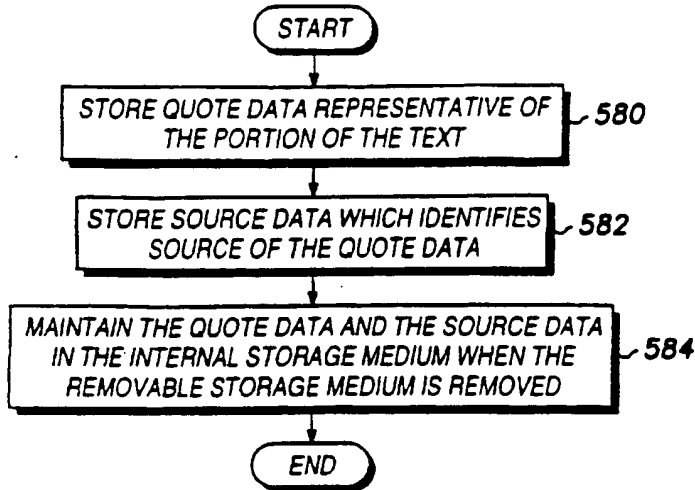 START
STORE QUOTE DATA REPRESENTATIVE OF
THE PORTION OF THE TEXT
580
STORE SOURCE DATA WHICH IDENTIFIES
SOURCE OF THE QUOTE DATA
582
MAINTAIN THE QUOTE DATA AND THE SOURCE DATA
IN THE INTERNAL STORAGE MEDIUM WHEN THE
REMOVABLE STORAGE MEDIUM IS REMOVED
584
END